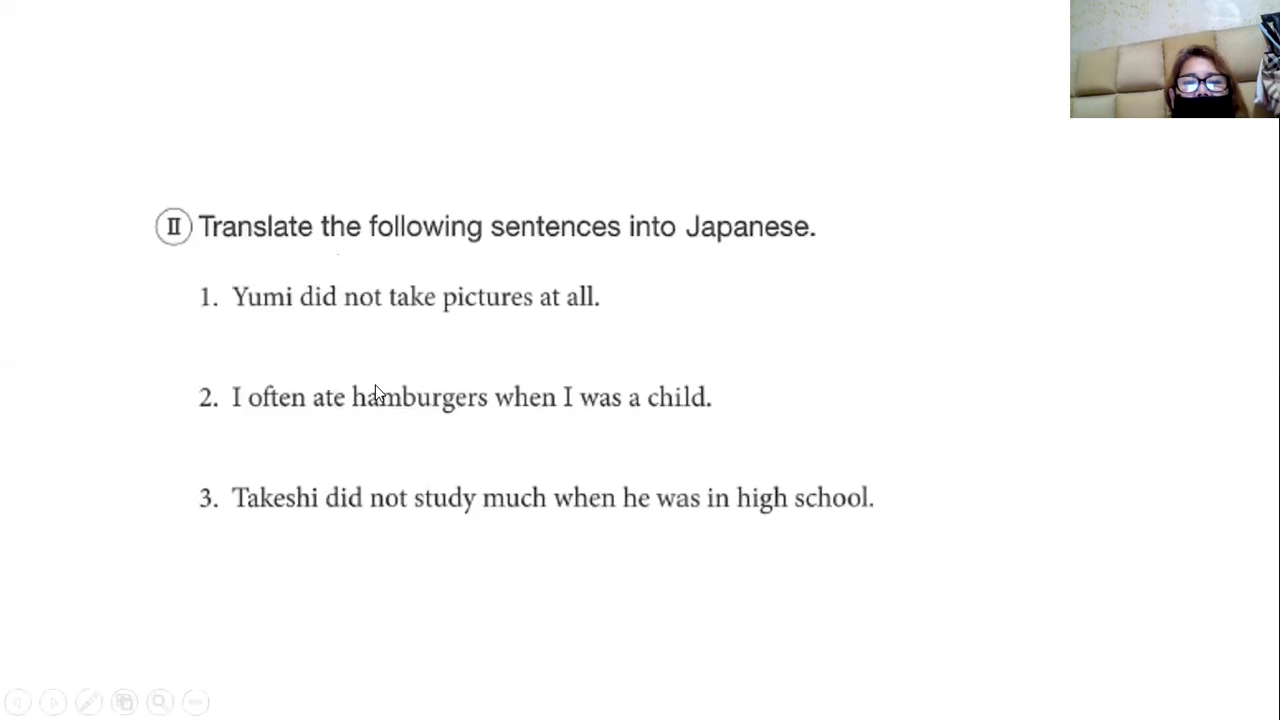 II Translate the following sentences into Japanese.
1. Yumi did not take pictures at all.
2. I often ate hamburgers when I was a child.
3. Takeshi did not study much when he was in high school.